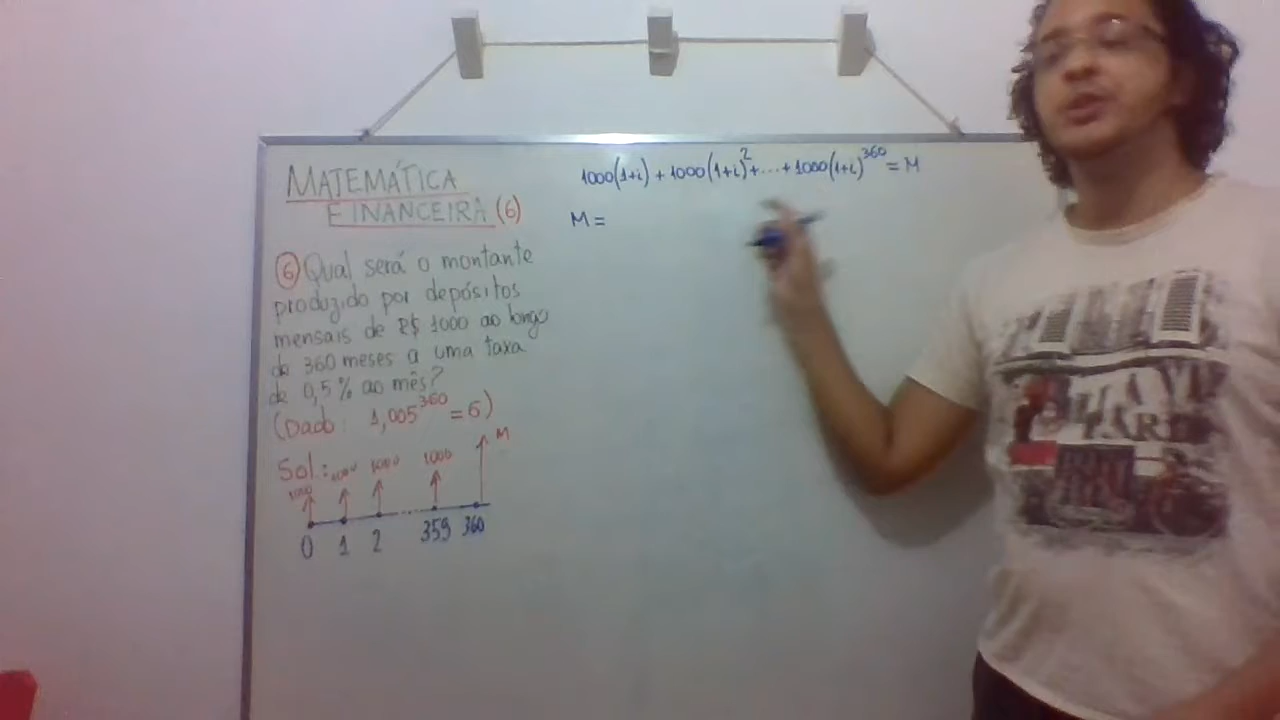 MATEMÁTICA
FINANCEIRA (6)
6 Qual será o montante
produzido por depósitos
mensais de R$ 1000 ao longo
de 360 meses a uma taxa
de 0,5% ao mês?
(Dado: 1,005^360 = 6)
Sol.:
1000 1000 1000 1000 M
0 1 2 ... 359 360
1000(1+i) + 1000(1+i)^2 + ... + 1000(1+i)^360 = M
M =